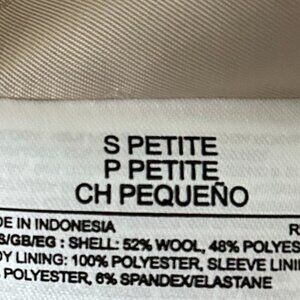 S PETITE
P PETITE
CH PEQUEÑO
DE IN INDONESIA R
S/GB/EG : SHELL: 52% WOOL, 48% POLYES
DY LINING: 100% POLYESTER, SLEEVE LINI
% POLYESTER, 6% SPANDEX/ELASTANE